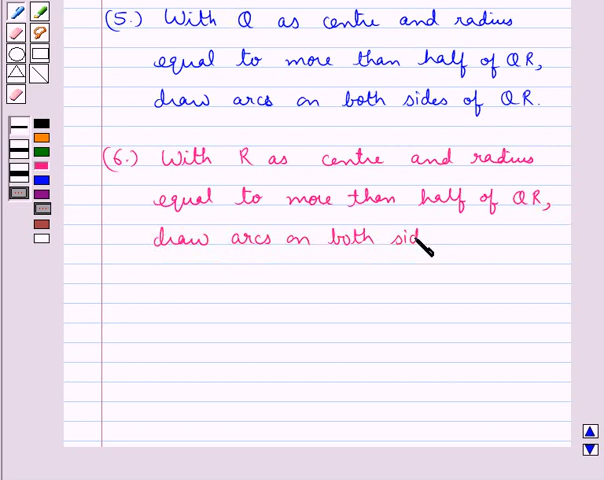 (5.) With Q as centre and radius
equal to more than half of QR,
draw arcs on both sides of QR.
(6.) With R as centre and radius
equal to more than half of QR,
draw arcs on both sid